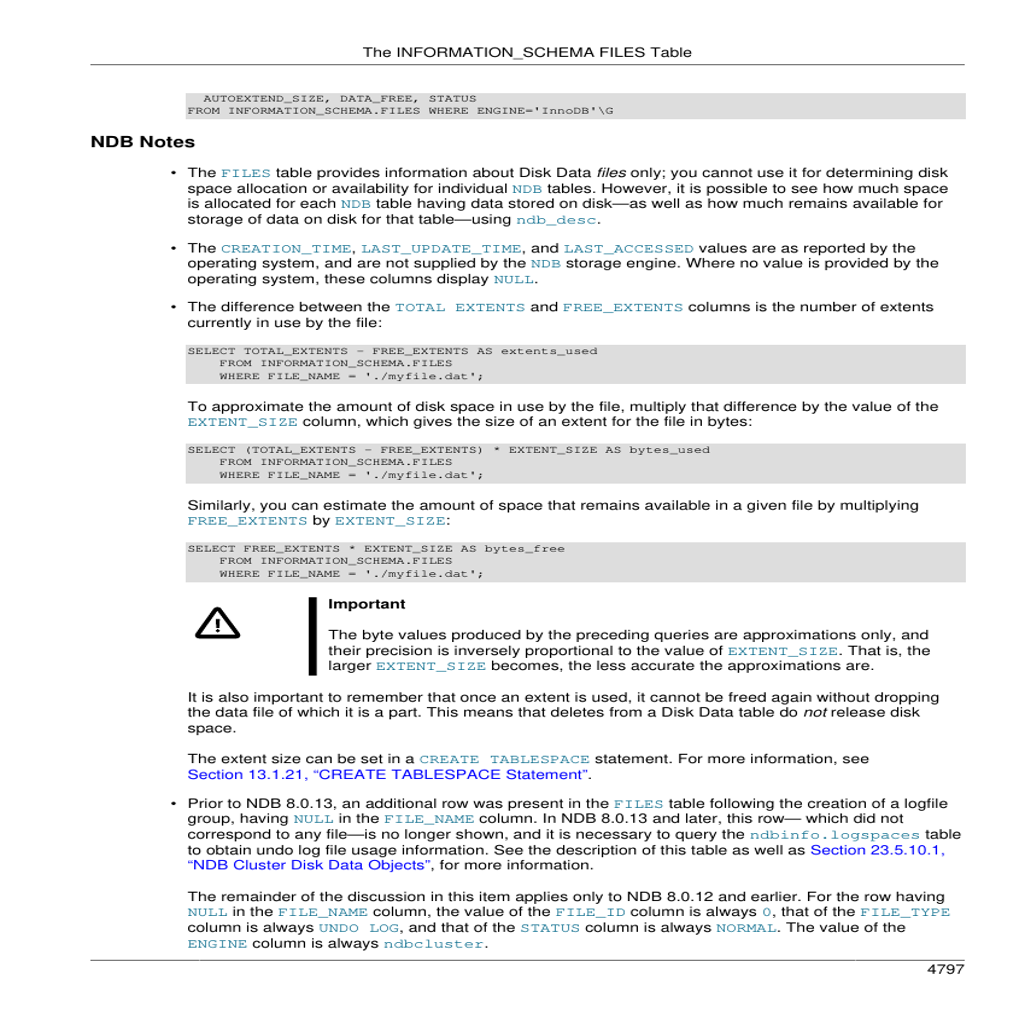 The INFORMATION_SCHEMA FILES Table
AUTOEXTEND_SIZE, DATA_FREE, STATUS
FROM INFORMATION_SCHEMA.FILES WHERE ENGINE='InnoDB'\G
NDB Notes
• The FILES table provides information about Disk Data files only; you cannot use it for determining disk
space allocation or availability for individual NDB tables. However, it is possible to see how much space
is allocated for each NDB table having data stored on disk—as well as how much remains available for
storage of data on disk for that table—using ndb_desc.
• The CREATION_TIME, LAST_UPDATE_TIME, and LAST_ACCESSED values are as reported by the
operating system, and are not supplied by the NDB storage engine. Where no value is provided by the
operating system, these columns display NULL.
• The difference between the TOTAL EXTENTS and FREE_EXTENTS columns is the number of extents
currently in use by the file:
SELECT TOTAL_EXTENTS - FREE_EXTENTS AS extents_used
FROM INFORMATION_SCHEMA.FILES
WHERE FILE_NAME = './myfile.dat';
To approximate the amount of disk space in use by the file, multiply that difference by the value of the
EXTENT_SIZE column, which gives the size of an extent for the file in bytes:
SELECT (TOTAL_EXTENTS - FREE_EXTENTS) * EXTENT_SIZE AS bytes_used
FROM INFORMATION_SCHEMA.FILES
WHERE FILE_NAME = './myfile.dat';
Similarly, you can estimate the amount of space that remains available in a given file by multiplying
FREE_EXTENTS by EXTENT_SIZE:
SELECT FREE_EXTENTS * EXTENT_SIZE AS bytes_free
FROM INFORMATION_SCHEMA.FILES
WHERE FILE_NAME = './myfile.dat';
Important
The byte values produced by the preceding queries are approximations only, and
their precision is inversely proportional to the value of EXTENT_SIZE. That is, the
larger EXTENT_SIZE becomes, the less accurate the approximations are.
It is also important to remember that once an extent is used, it cannot be freed again without dropping
the data file of which it is a part. This means that deletes from a Disk Data table do not release disk
space.
The extent size can be set in a CREATE TABLESPACE statement. For more information, see
Section 13.1.21, “CREATE TABLESPACE Statement”.
• Prior to NDB 8.0.13, an additional row was present in the FILES table following the creation of a logfile
group, having NULL in the FILE_NAME column. In NDB 8.0.13 and later, this row— which did not
correspond to any file—is no longer shown, and it is necessary to query the ndbinfo.logspaces table
to obtain undo log file usage information. See the description of this table as well as Section 23.5.10.1,
“NDB Cluster Disk Data Objects”, for more information.
The remainder of the discussion in this item applies only to NDB 8.0.12 and earlier. For the row having
NULL in the FILE_NAME column, the value of the FILE_ID column is always 0, that of the FILE_TYPE
column is always UNDO LOG, and that of the STATUS column is always NORMAL. The value of the
ENGINE column is always ndbcluster.
4797